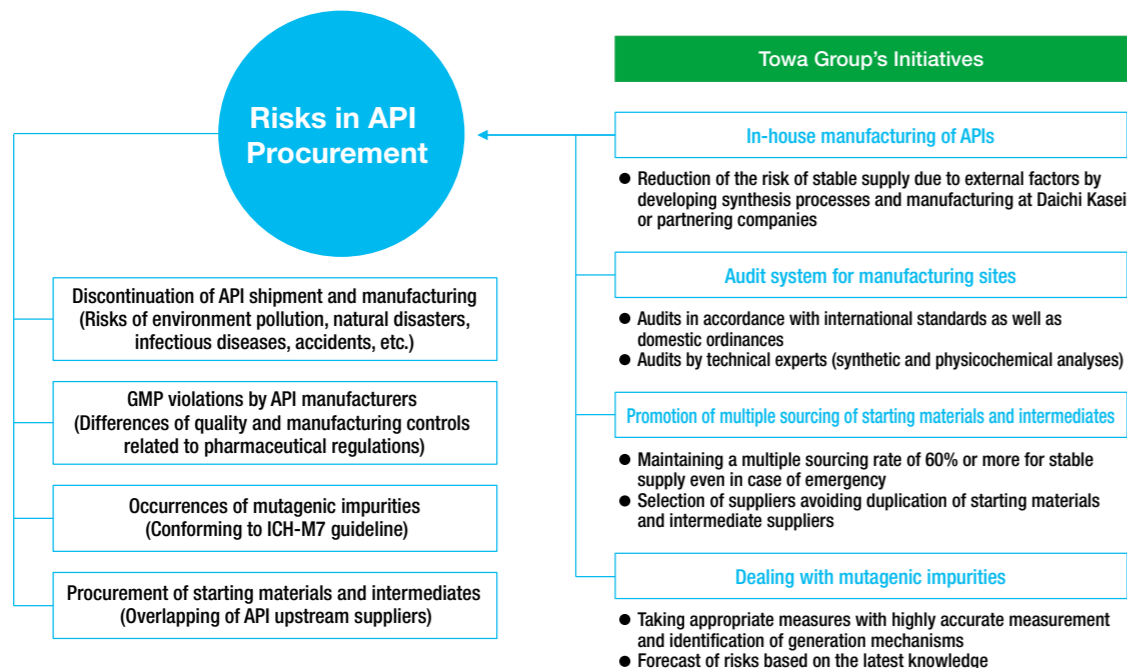 Risks in API
Procurement
Discontinuation of API shipment and manufacturing
(Risks of environment pollution, natural disasters,
infectious diseases, accidents, etc.)
GMP violations by API manufacturers
(Differences of quality and manufacturing controls
related to pharmaceutical regulations)
Occurrences of mutagenic impurities
(Conforming to ICH-M7 guideline)
Procurement of starting materials and intermediates
(Overlapping of API upstream suppliers)
Towa Group's Initiatives
In-house manufacturing of APIs
● Reduction of the risk of stable supply due to external factors by
developing synthesis processes and manufacturing at Daichi Kasei
or partnering companies
Audit system for manufacturing sites
● Audits in accordance with international standards as well as
domestic ordinances
● Audits by technical experts (synthetic and physicochemical analyses)
Promotion of multiple sourcing of starting materials and intermediates
● Maintaining a multiple sourcing rate of 60% or more for stable
supply even in case of emergency
● Selection of suppliers avoiding duplication of starting materials
and intermediate suppliers
Dealing with mutagenic impurities
● Taking appropriate measures with highly accurate measurement
and identification of generation mechanisms
● Forecast of risks based on the latest knowledge